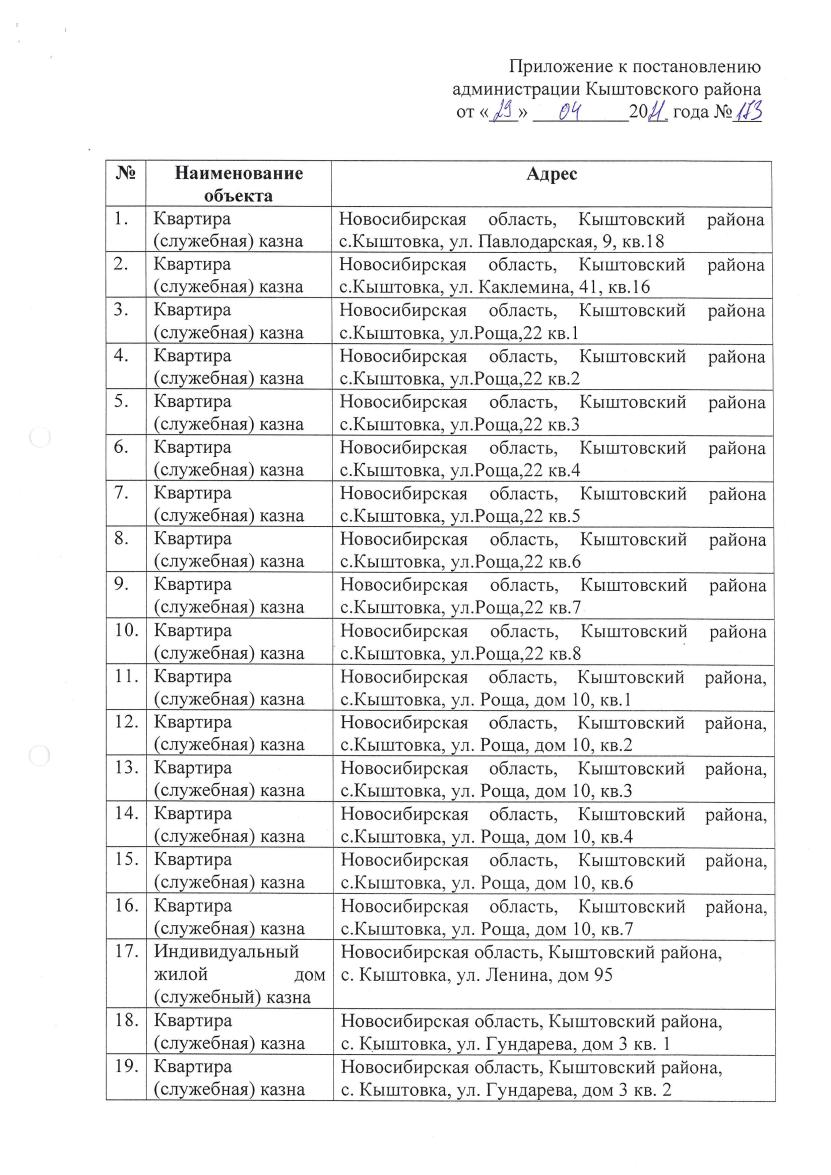 Приложение к постановлению
администрации Кыштовского района
от «29» 04 2021 года № 153
№ Наименование объекта Адрес
1. Квартира Новосибирская область, Кыштовский района
(служебная) казна с.Кыштовка, ул. Павлодарская, 9, кв.18
2. Квартира Новосибирская область, Кыштовский района
(служебная) казна с.Кыштовка, ул. Каклемина, 41, кв.16
3. Квартира Новосибирская область, Кыштовский района
(служебная) казна с.Кыштовка, ул.Роща,22 кв.1
4. Квартира Новосибирская область, Кыштовский района
(служебная) казна с.Кыштовка, ул.Роща,22 кв.2
5. Квартира Новосибирская область, Кыштовский района
(служебная) казна с.Кыштовка, ул.Роща,22 кв.3
6. Квартира Новосибирская область, Кыштовский района
(служебная) казна с.Кыштовка, ул.Роща,22 кв.4
7. Квартира Новосибирская область, Кыштовский района
(служебная) казна с.Кыштовка, ул.Роща,22 кв.5
8. Квартира Новосибирская область, Кыштовский района
(служебная) казна с.Кыштовка, ул.Роща,22 кв.6
9. Квартира Новосибирская область, Кыштовский района
(служебная) казна с.Кыштовка, ул.Роща,22 кв.7
10. Квартира Новосибирская область, Кыштовский района
(служебная) казна с.Кыштовка, ул.Роща,22 кв.8
11. Квартира Новосибирская область, Кыштовский района,
(служебная) казна с.Кыштовка, ул. Роща, дом 10, кв.1
12. Квартира Новосибирская область, Кыштовский района,
(служебная) казна с.Кыштовка, ул. Роща, дом 10, кв.2
13. Квартира Новосибирская область, Кыштовский района,
(служебная) казна с.Кыштовка, ул. Роща, дом 10, кв.3
14. Квартира Новосибирская область, Кыштовский района,
(служебная) казна с.Кыштовка, ул. Роща, дом 10, кв.4
15. Квартира Новосибирская область, Кыштовский района,
(служебная) казна с.Кыштовка, ул. Роща, дом 10, кв.6
16. Квартира Новосибирская область, Кыштовский района,
(служебная) казна с.Кыштовка, ул. Роща, дом 10, кв.7
17. Индивидуальный Новосибирская область, Кыштовский района,
жилой дом с. Кыштовка, ул. Ленина, дом 95
(служебный) казна
18. Квартира Новосибирская область, Кыштовский района,
(служебная) казна с. Кыштовка, ул. Гундарева, дом 3 кв. 1
19. Квартира Новосибирская область, Кыштовский района,
(служебная) казна с. Кыштовка, ул. Гундарева, дом 3 кв. 2